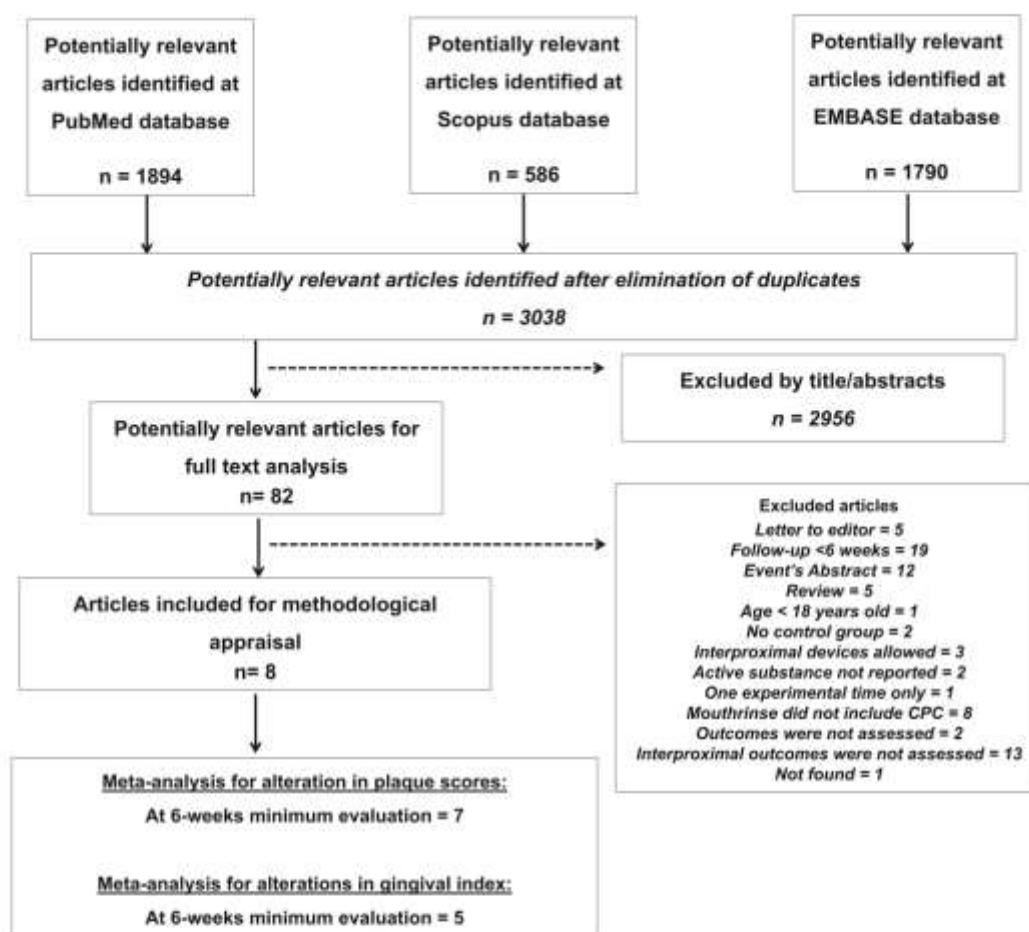 Potentially relevant
articles identified at
PubMed database
n = 1894
Potentially relevant
articles identified at
Scopus database
n = 586
Potentially relevant
articles identified at
EMBASE database
n = 1790
Potentially relevant articles identified after elimination of duplicates
n = 3038
Excluded by title/abstracts
n = 2956
Potentially relevant articles for
full text analysis
n= 82
Excluded articles
Letter to editor = 5
Follow-up <6 weeks = 19
Event's Abstract = 12
Review = 5
Age < 18 years old = 1
No control group = 2
Interproximal devices allowed = 3
Active substance not reported = 2
One experimental time only = 1
Mouthrinse did not include CPC = 8
Outcomes were not assessed = 2
Interproximal outcomes were not assessed = 13
Not found = 1
Articles included for methodological
appraisal
n= 8
Meta-analysis for alteration in plaque scores:
At 6-weeks minimum evaluation = 7
Meta-analysis for alterations in gingival index:
At 6-weeks minimum evaluation = 5